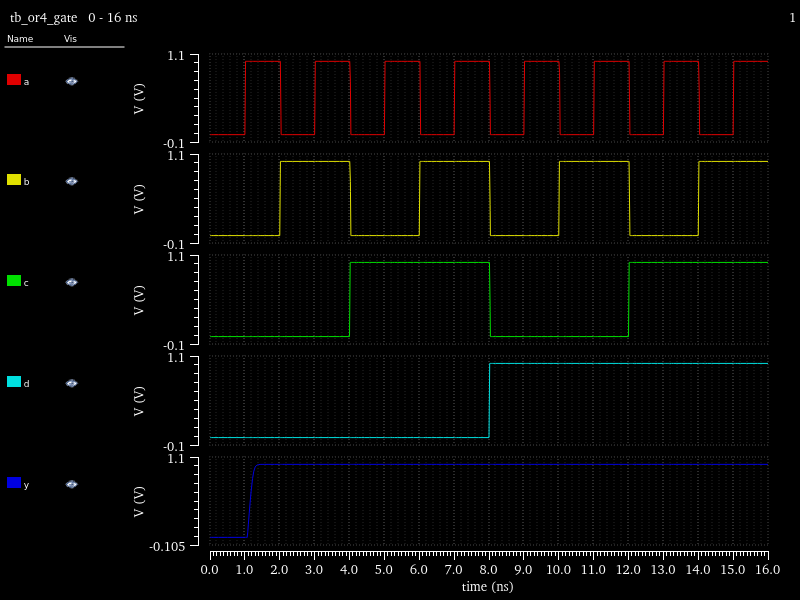 tb_or4_gate 0 - 16 ns 1
Name Vis
a
V (V)
1.1
-0.1
b
V (V)
1.1
-0.1
c
V (V)
1.1
-0.1
d
V (V)
1.1
-0.1
y
V (V)
1.1
-0.105
0.0 1.0 2.0 3.0 4.0 5.0 6.0 7.0 8.0 9.0 10.0 11.0 12.0 13.0 14.0 15.0 16.0
time (ns)